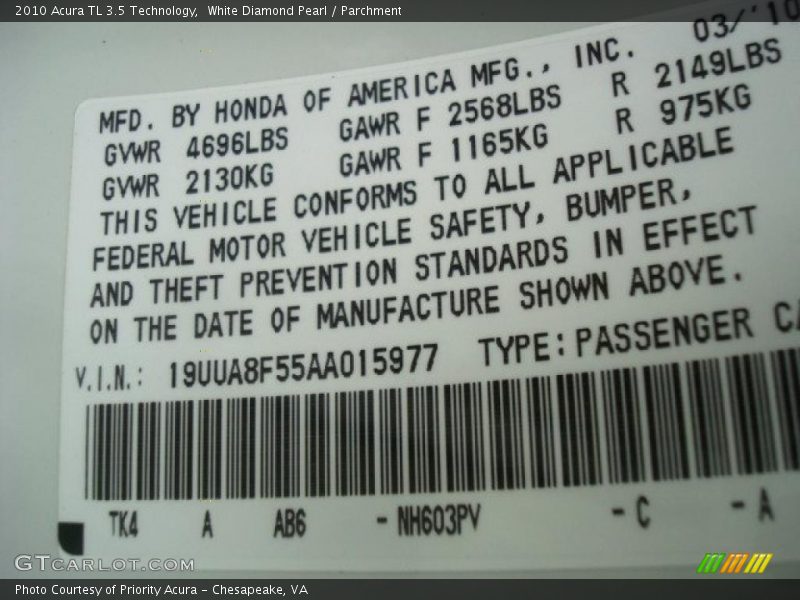 2010 Acura TL 3.5 Technology, White Diamond Pearl / Parchment
03/'10
MFD. BY HONDA OF AMERICA MFG., INC.
GVWR 4696LBS GAWR F 2568LBS R 2149LBS
GVWR 2130KG GAWR F 1165KG R 975KG
THIS VEHICLE CONFORMS TO ALL APPLICABLE
FEDERAL MOTOR VEHICLE SAFETY, BUMPER,
AND THEFT PREVENTION STANDARDS IN EFFECT
ON THE DATE OF MANUFACTURE SHOWN ABOVE.
V.I.N.: 19UUA8F55AA015977 TYPE: PASSENGER
TK4 A AB6 - NH603PV - C - A
GTCARLOT.COM
Photo Courtesy of Priority Acura – Chesapeake, VA